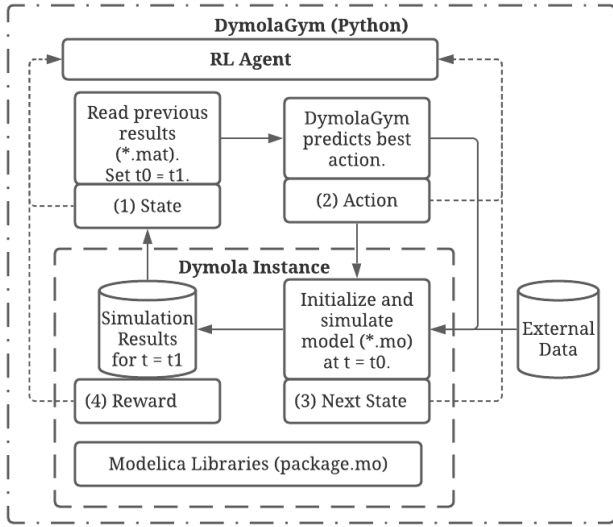 DymolaGym (Python)
RL Agent
Read previous
results
(*.mat).
Set t0 = t1.
(1) State
DymolaGym
predicts best
action.
(2) Action
Dymola Instance
Simulation
Results
for t = t1
(4) Reward
Initialize and
simulate
model (*.mo)
at t = t0.
(3) Next State
External
Data
Modelica Libraries (package.mo)